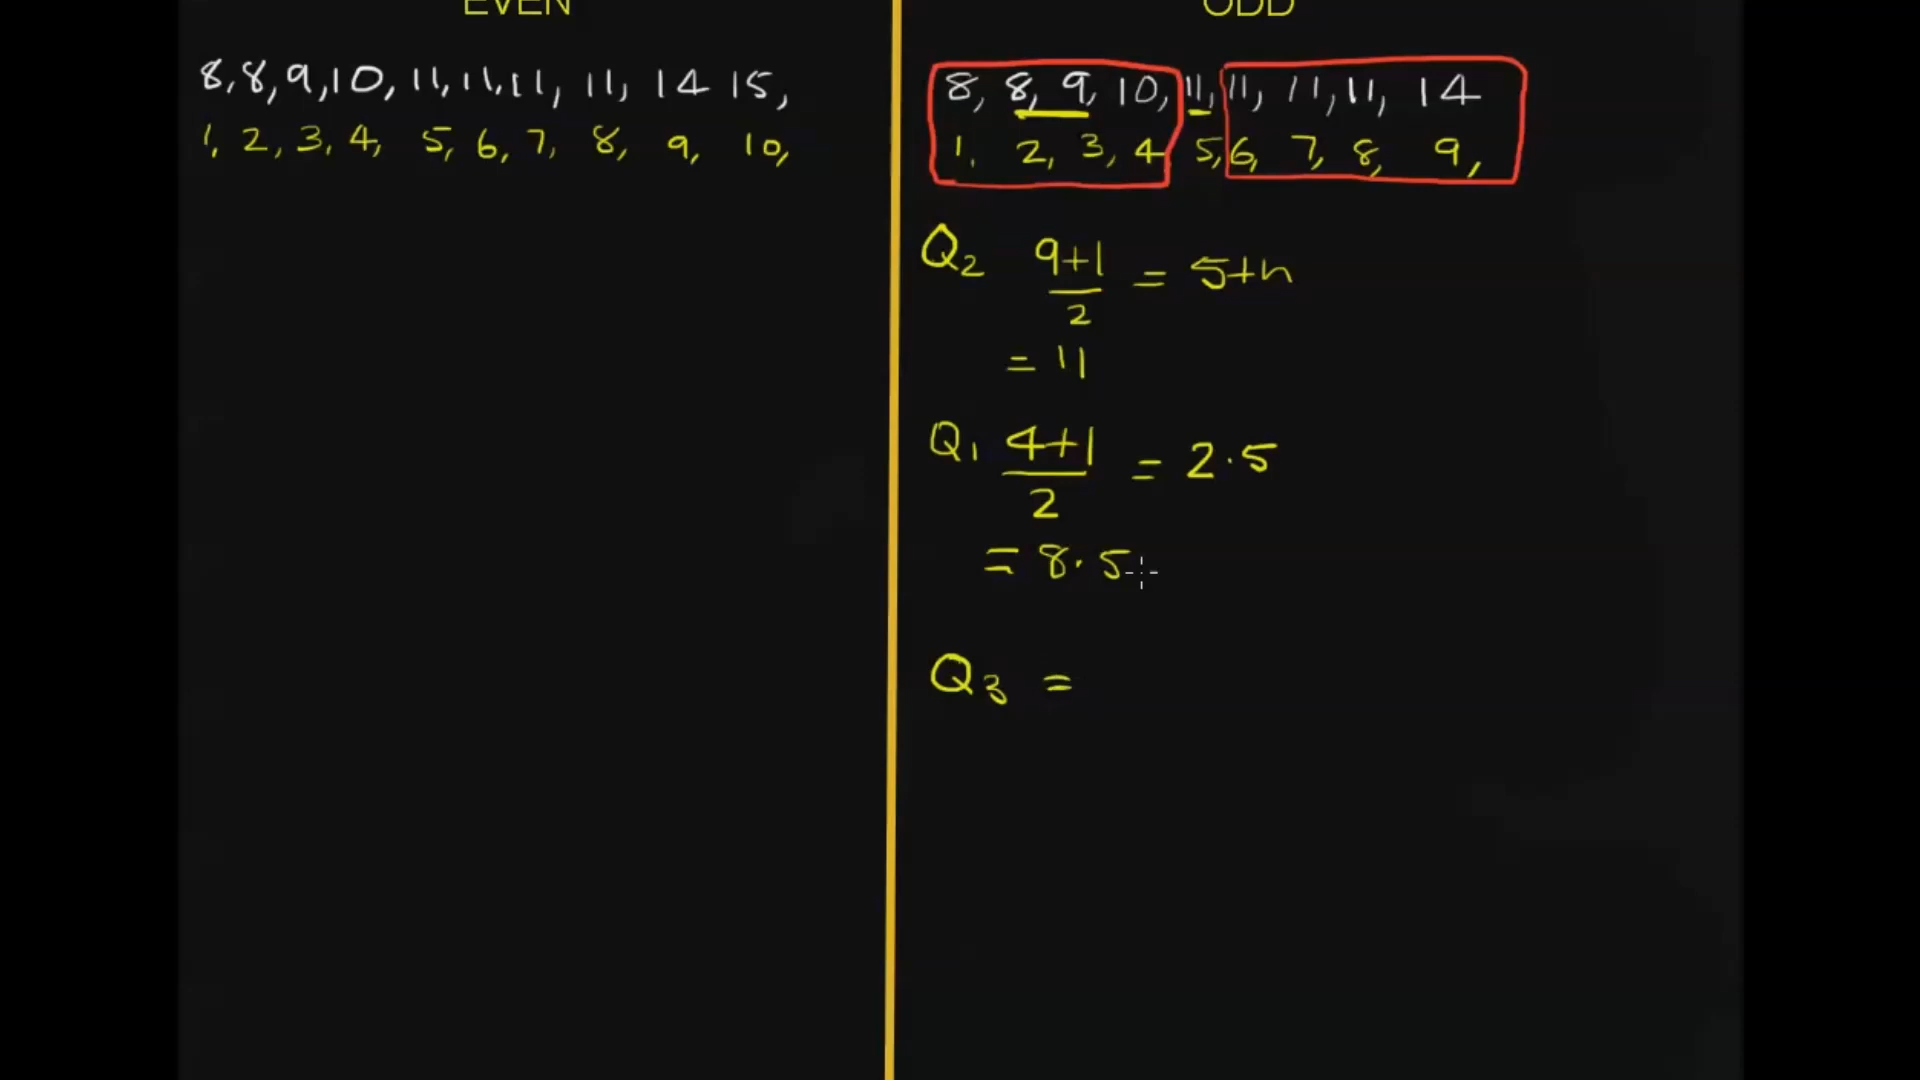 EVEN
8, 8, 9, 10, 11, 11, 11, 11, 14 15,
1, 2, 3, 4, 5, 6, 7, 8, 9, 10,
ODD
8, 8, 9, 10, 11, 11, 11, 11, 14
1, 2, 3, 4 5, 6, 7, 8, 9,
Q2 9+1/2 = 5th
= 11
Q1 4+1/2 = 2.5
= 8.5
Q3 =